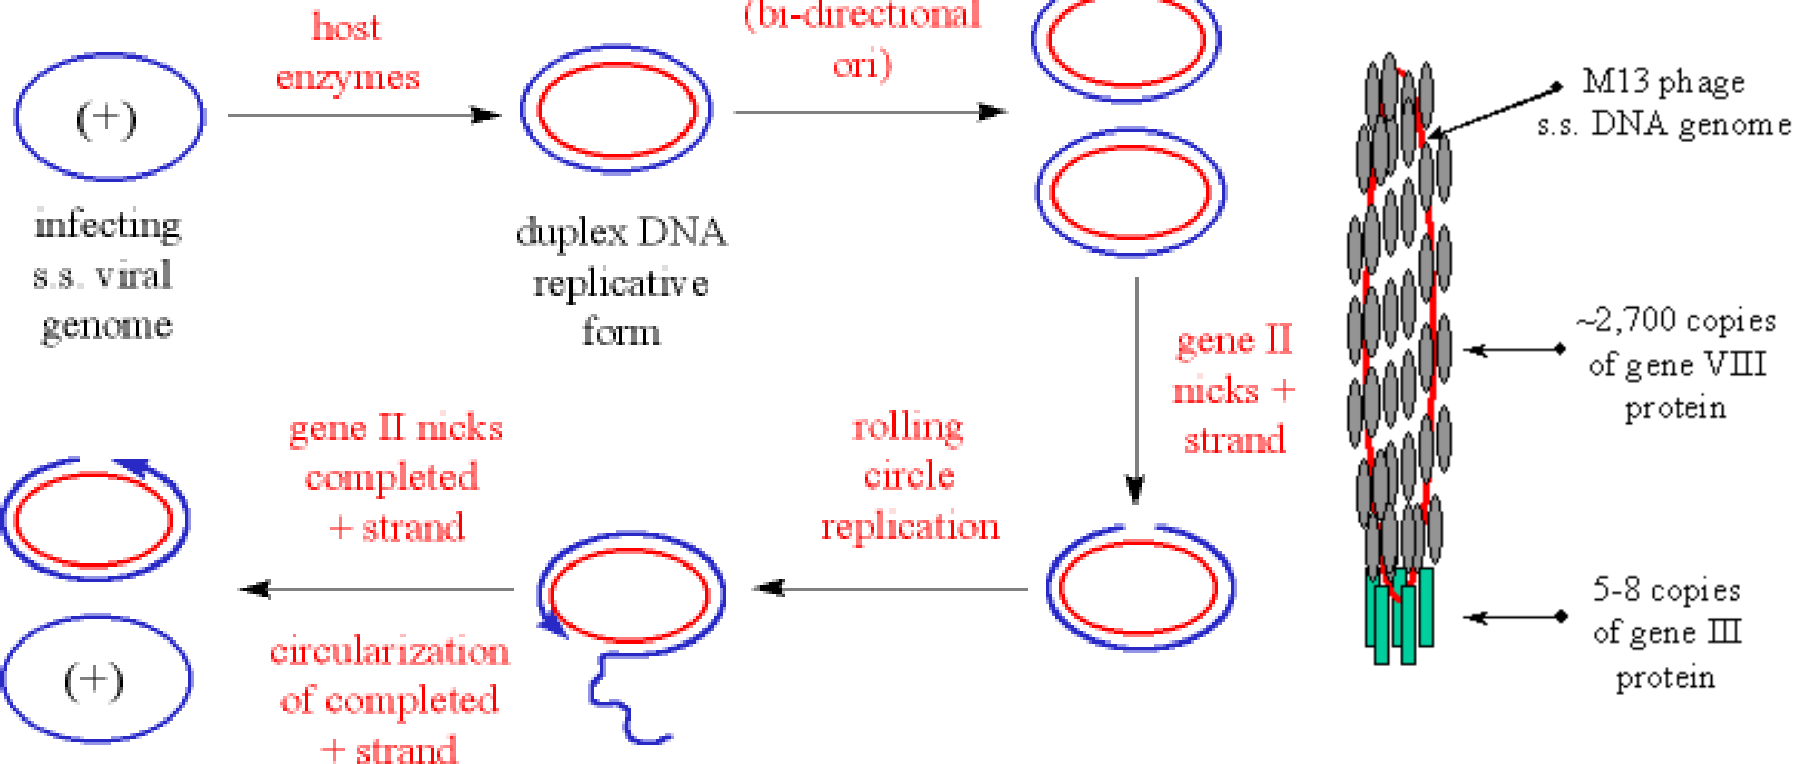 host
enzymes
(bi-directional
ori)
(+)
infecting
s.s. viral
genome
duplex DNA
replicative
form
gene II
nicks +
strand
rolling
circle
replication
gene II nicks
completed
+ strand
circularization
of completed
+ strand
(+)
M13 phage
s.s. DNA genome
~2,700 copies
of gene VIII
protein
5-8 copies
of gene III
protein